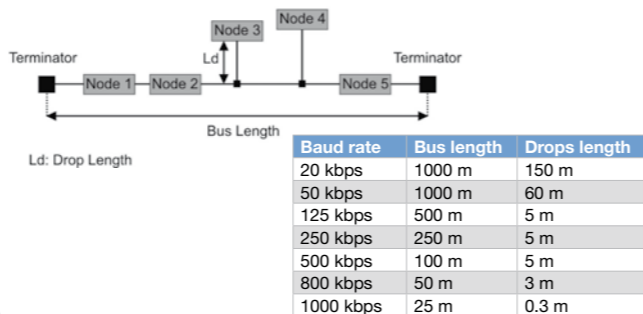 Node 4
Node 3
Ld
Terminator
Terminator
Node 1
Node 2
Node 5
Bus Length
Ld: Drop Length
Baud rate Bus length Drops length
20 kbps 1000 m 150 m
50 kbps 1000 m 60 m
125 kbps 500 m 5 m
250 kbps 250 m 5 m
500 kbps 100 m 5 m
800 kbps 50 m 3 m
1000 kbps 25 m 0.3 m